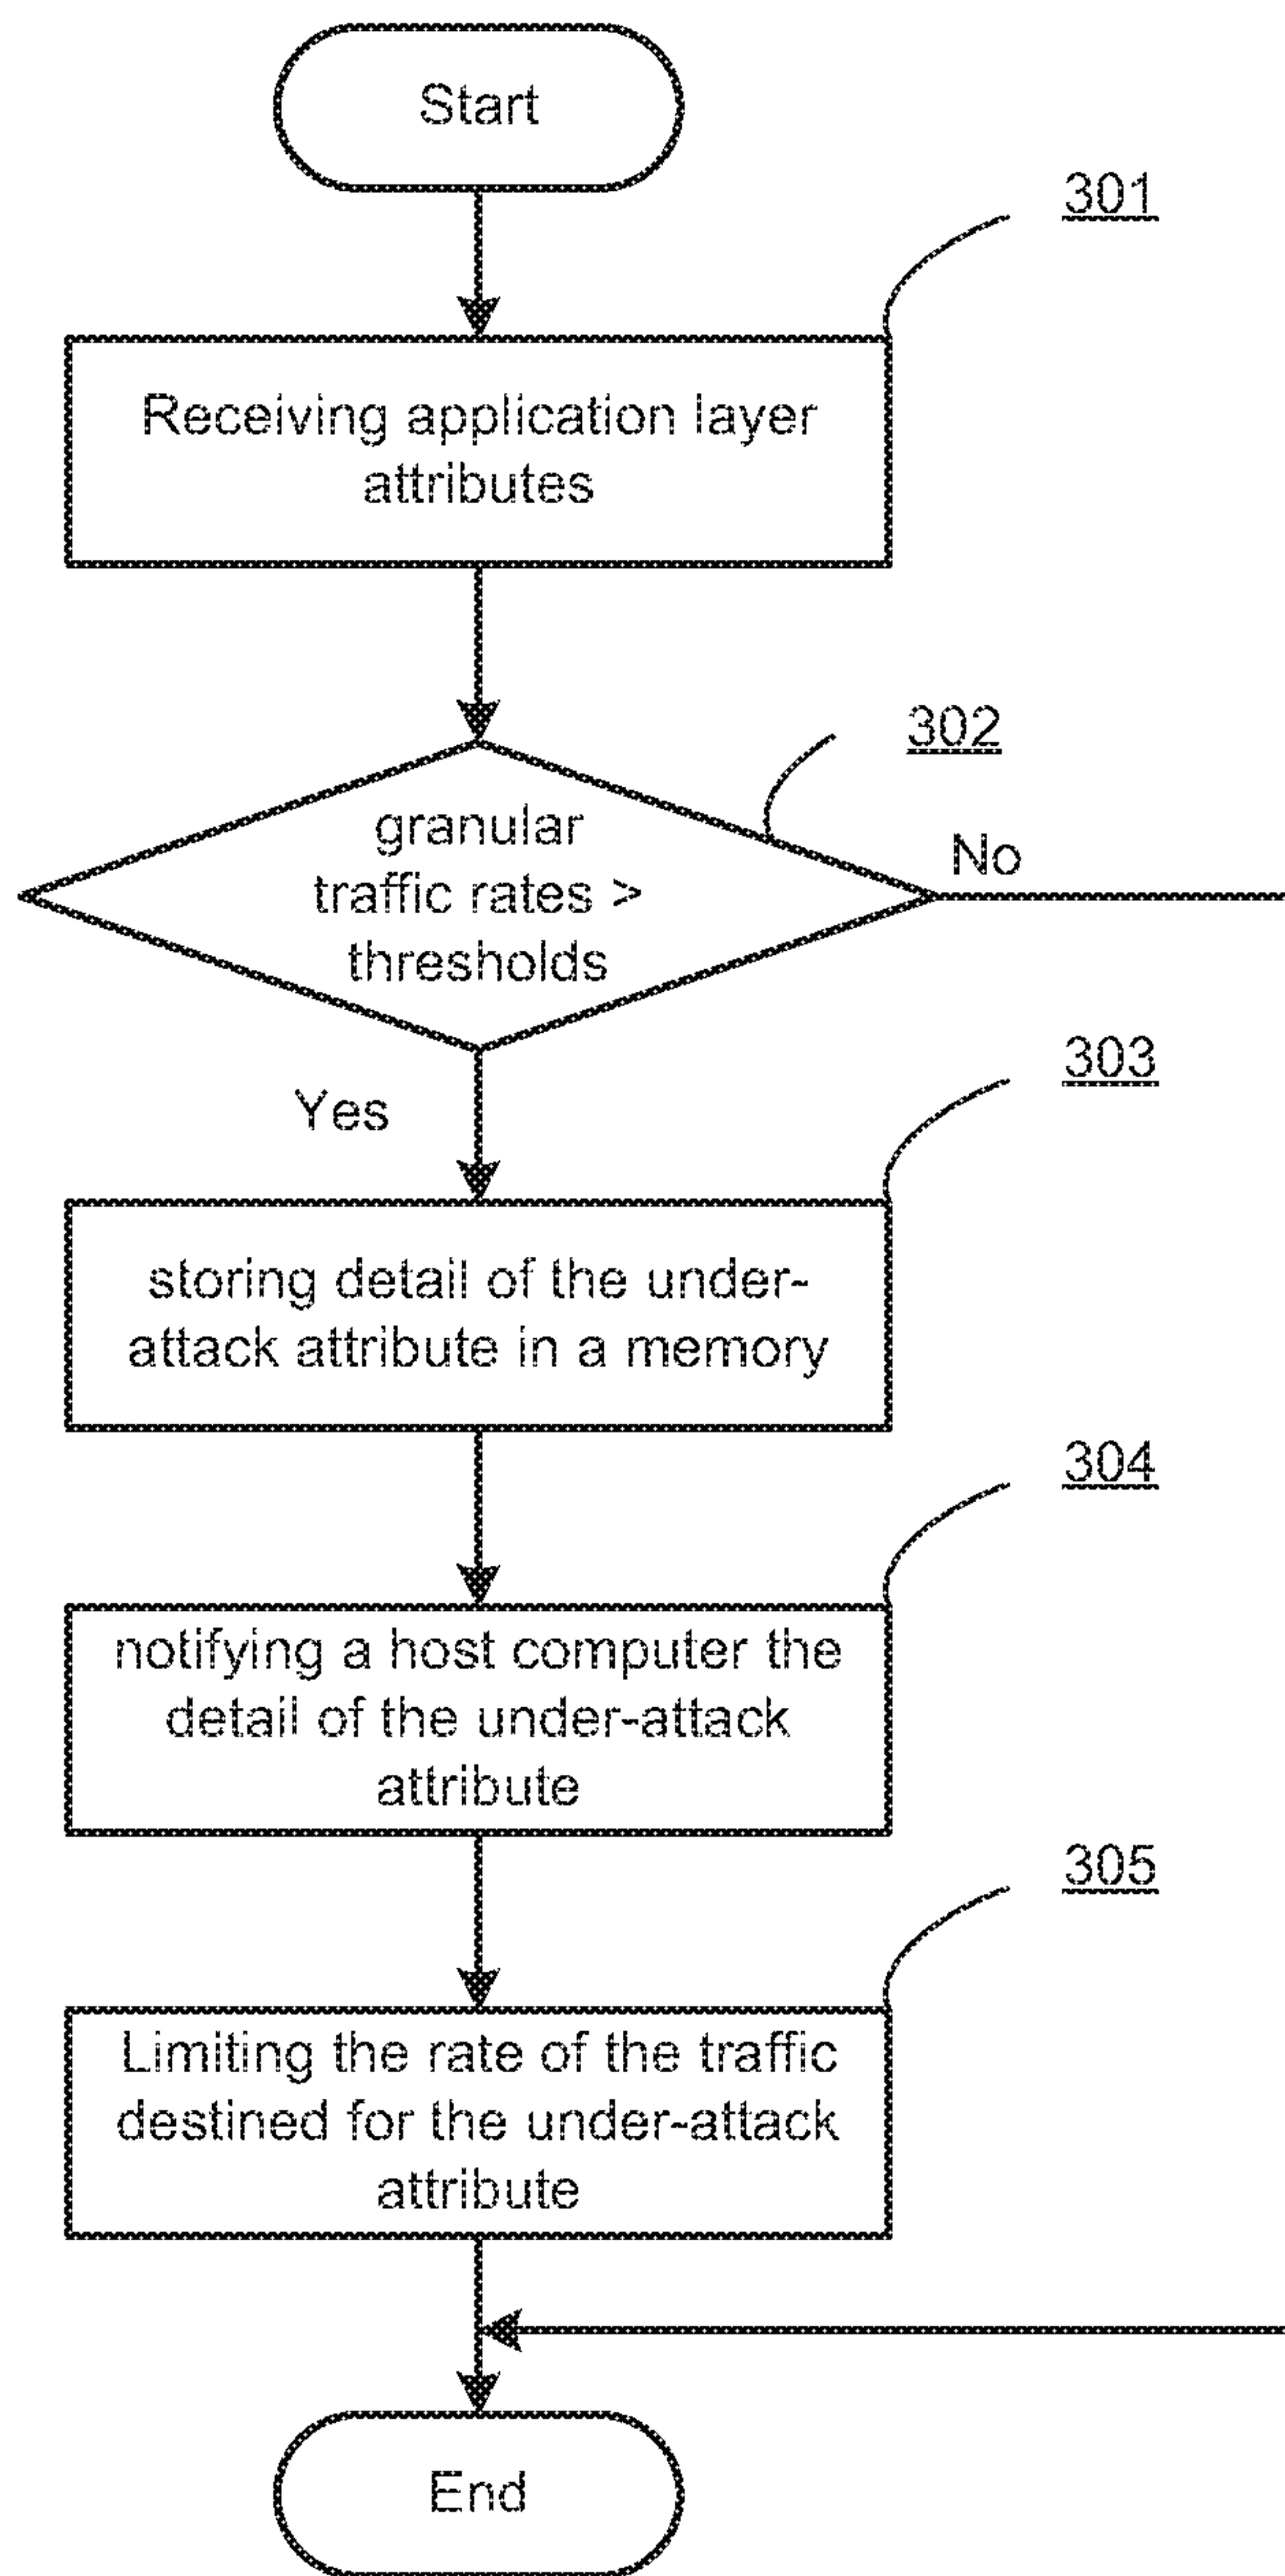 Start
301
Receiving application layer
attributes
302
granular
traffic rates >
thresholds
No
Yes
303
storing detail of the under-
attack attribute in a memory
304
notifying a host computer the
detail of the under-attack
attribute
305
Limiting the rate of the traffic
destined for the under-attack
attribute
End